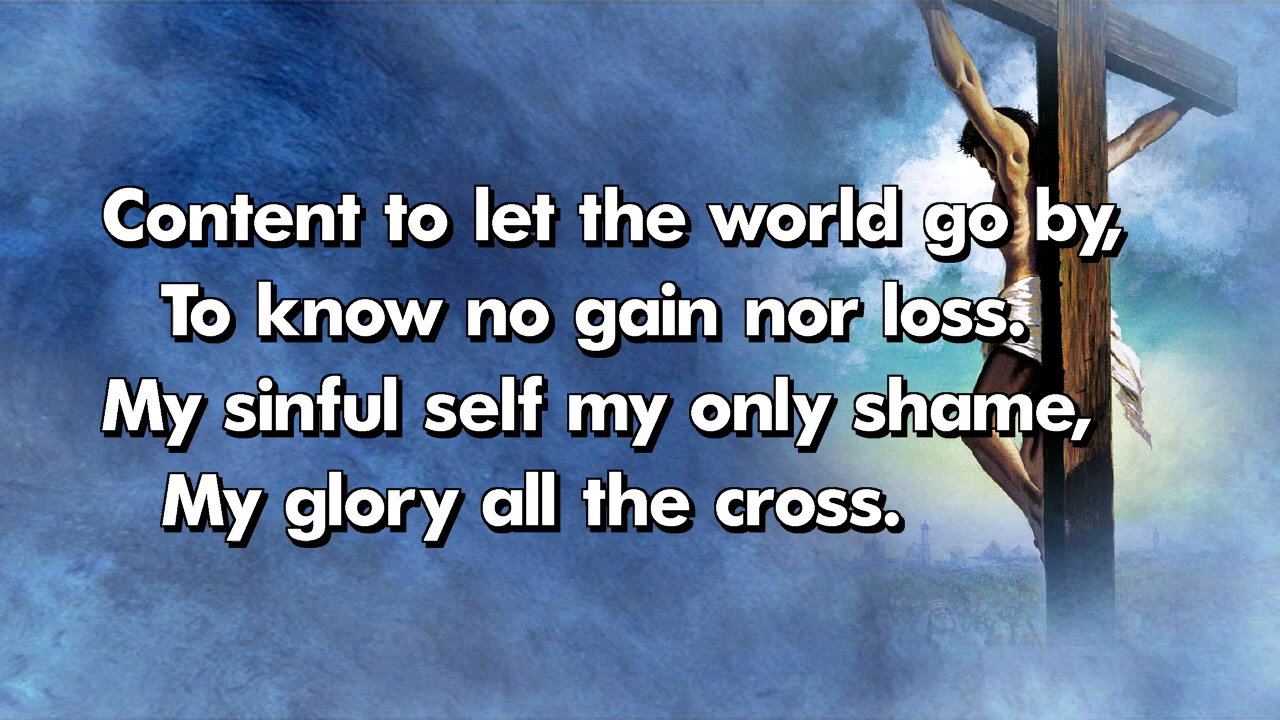 Content to let the world go by,
To know no gain nor loss.
My sinful self my only shame,
My glory all the cross.